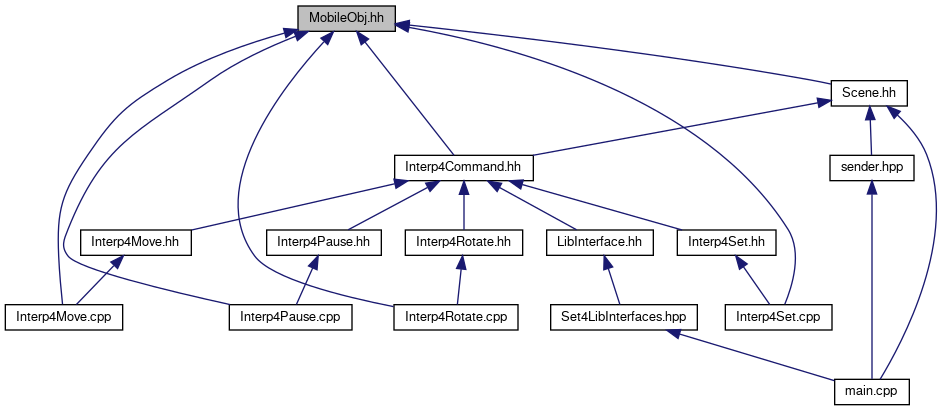 MobileObj.hh
Scene.hh
Interp4Command.hh
sender.hpp
Interp4Move.hh
Interp4Pause.hh
Interp4Rotate.hh
LibInterface.hh
Interp4Set.hh
Interp4Move.cpp
Interp4Pause.cpp
Interp4Rotate.cpp
Set4LibInterfaces.hpp
Interp4Set.cpp
main.cpp